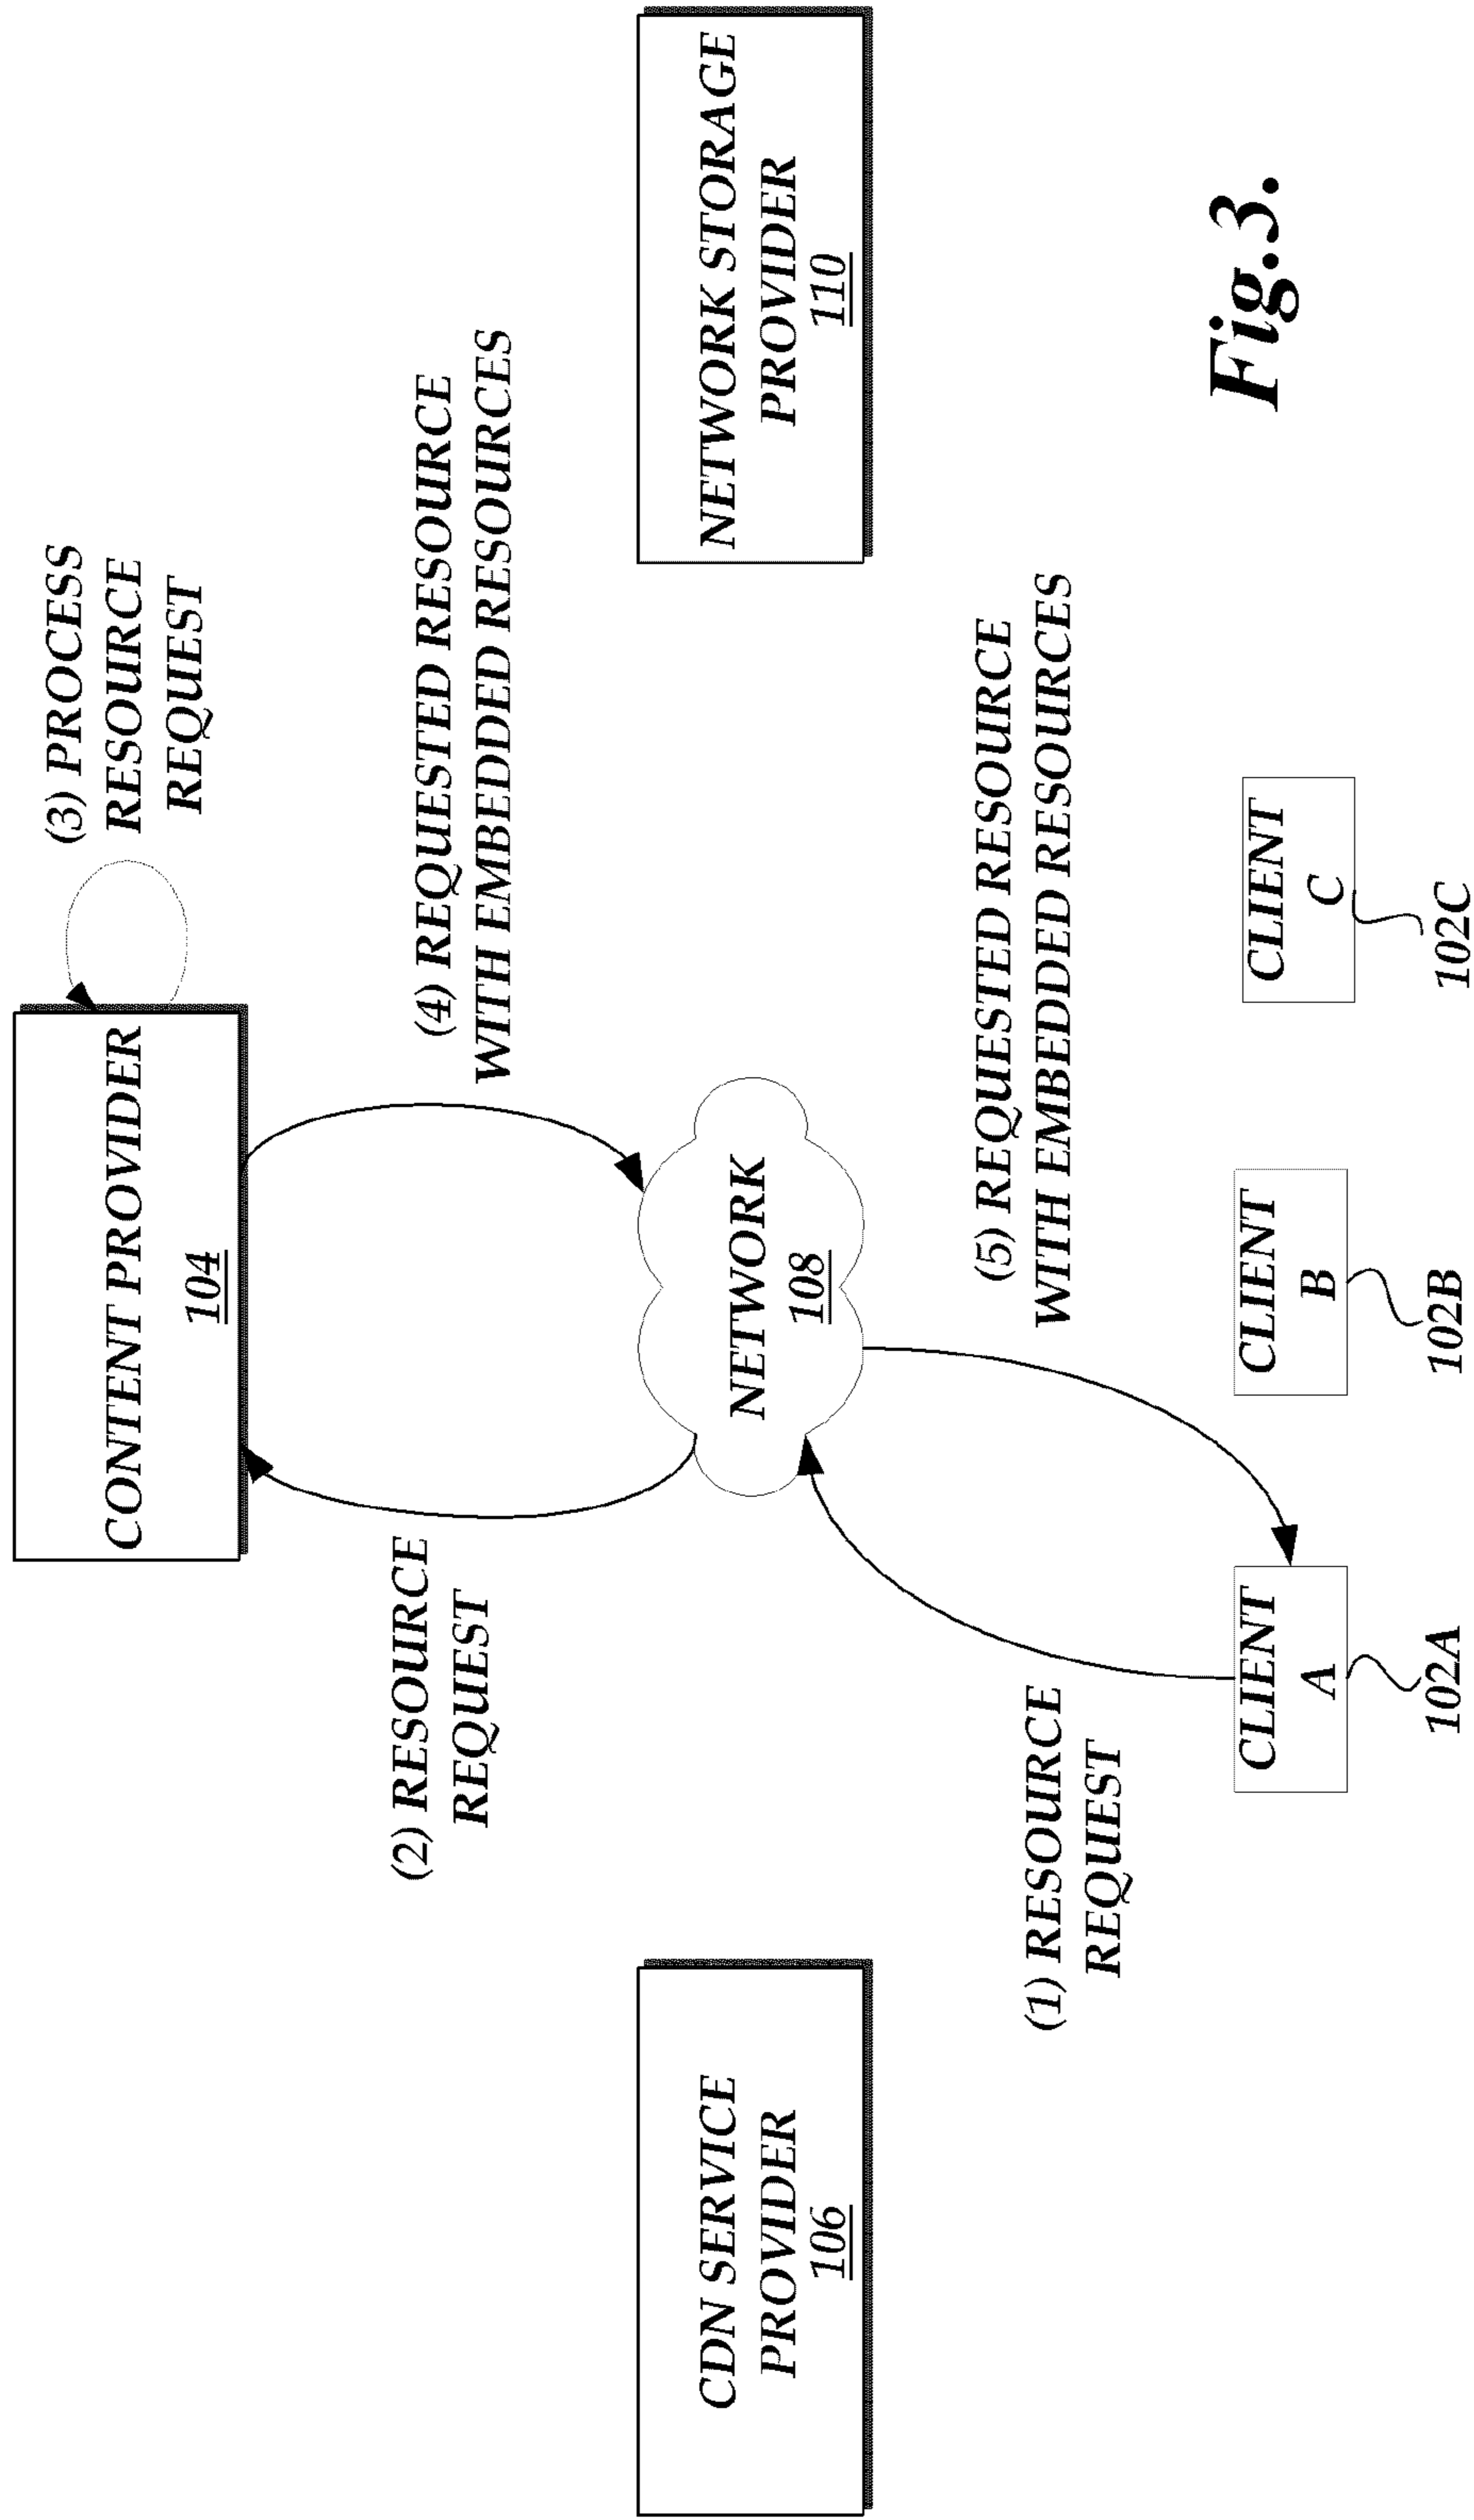 CONTENT PROVIDER
104
(3) PROCESS
RESOURCE
REQUEST
(2) RESOURCE
REQUEST
(4) REQUESTED RESOURCE
WITH EMBEDDED RESOURCES
CDN SERVICE
PROVIDER
106
NETWORK
108
NETWORK STORAGE
PROVIDER
110
(1) RESOURCE
REQUEST
(5) REQUESTED RESOURCE
WITH EMBEDDED RESOURCES
CLIENT
A
102A
CLIENT
B
102B
CLIENT
C
102C
Fig.3.